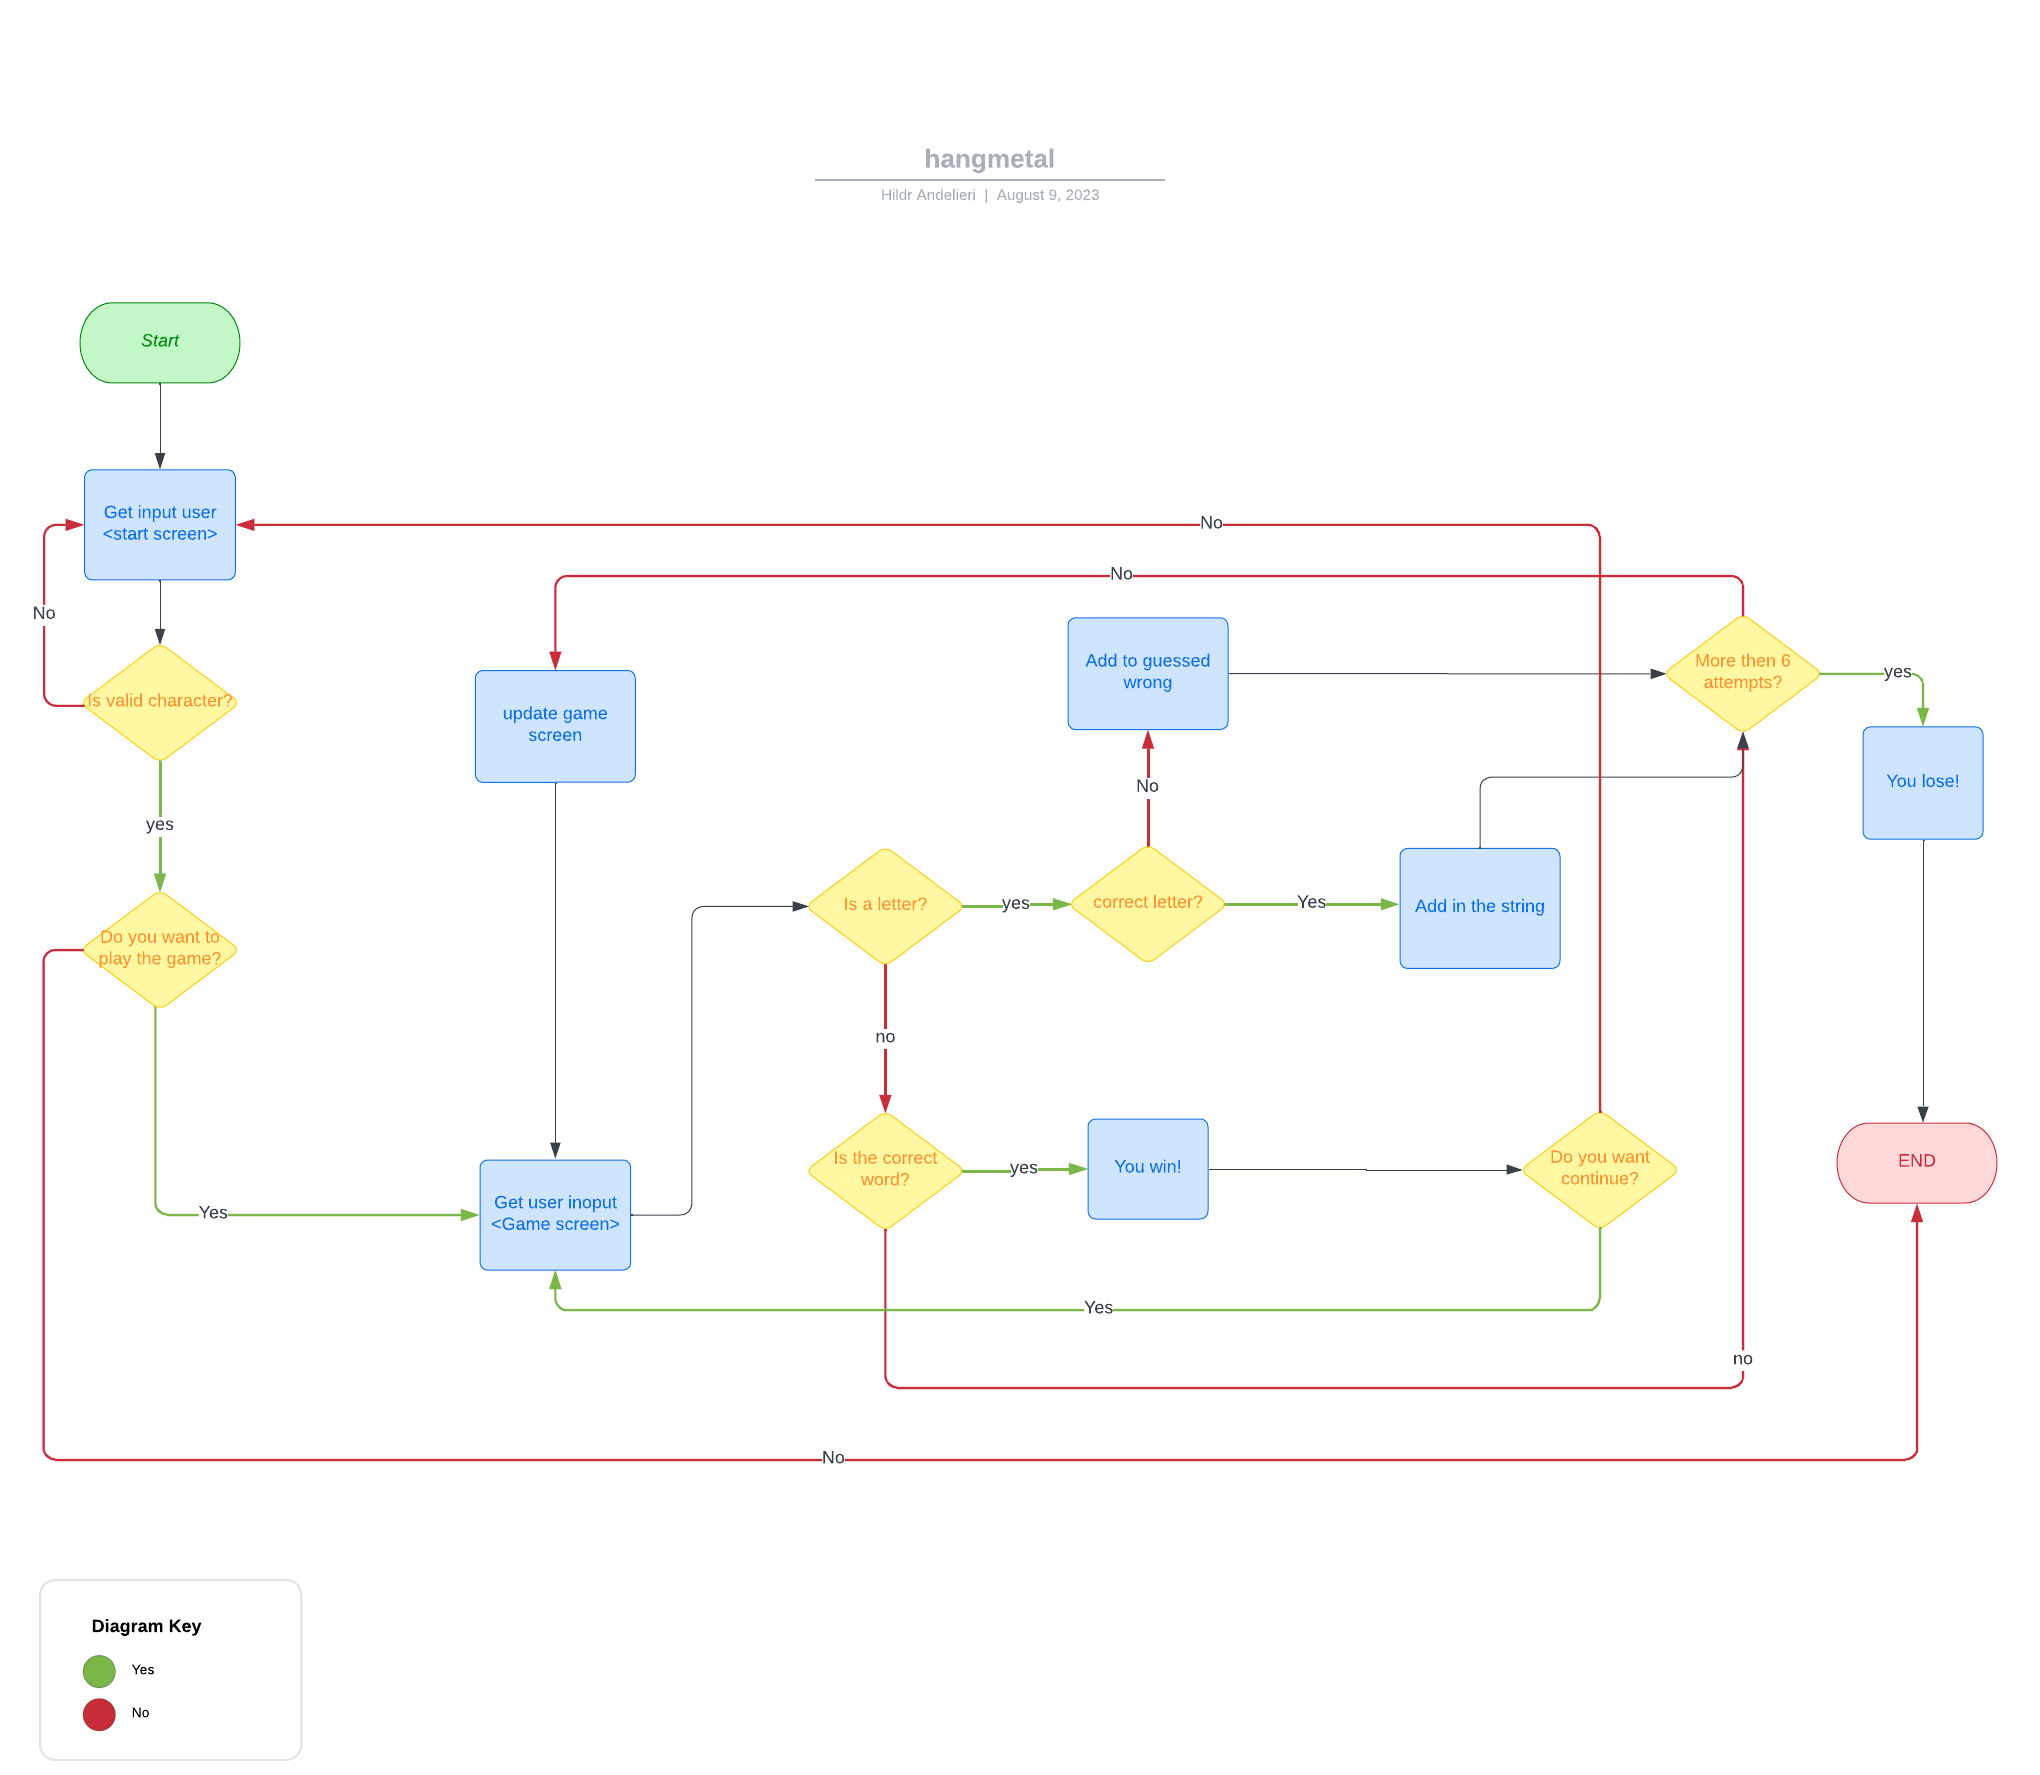 hangmetal
Hildr Andelieri | August 9, 2023
Start
Get input user
<start screen>
No
No
No
Is valid character?
Add to guessed
wrong
More then 6
attempts?
yes
update game
screen
You lose!
No
yes
Is a letter?
yes
correct letter?
Yes
Add in the string
Do you want to
play the game?
no
Is the correct
word?
yes
You win!
Do you want
continue?
END
Yes
Get user inoput
<Game screen>
Yes
no
No
Diagram Key
Yes
No